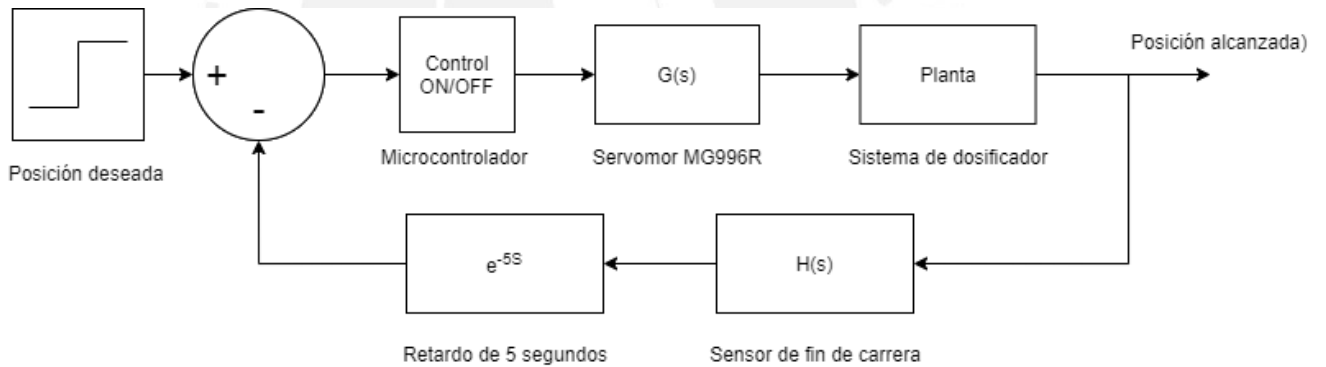 Posición deseada
+
-
Control
ON/OFF
Microcontrolador
G(s)
Servomor MG996R
Planta
Sistema de dosificador
Posición alcanzada)
e-5S
Retardo de 5 segundos
H(s)
Sensor de fin de carrera